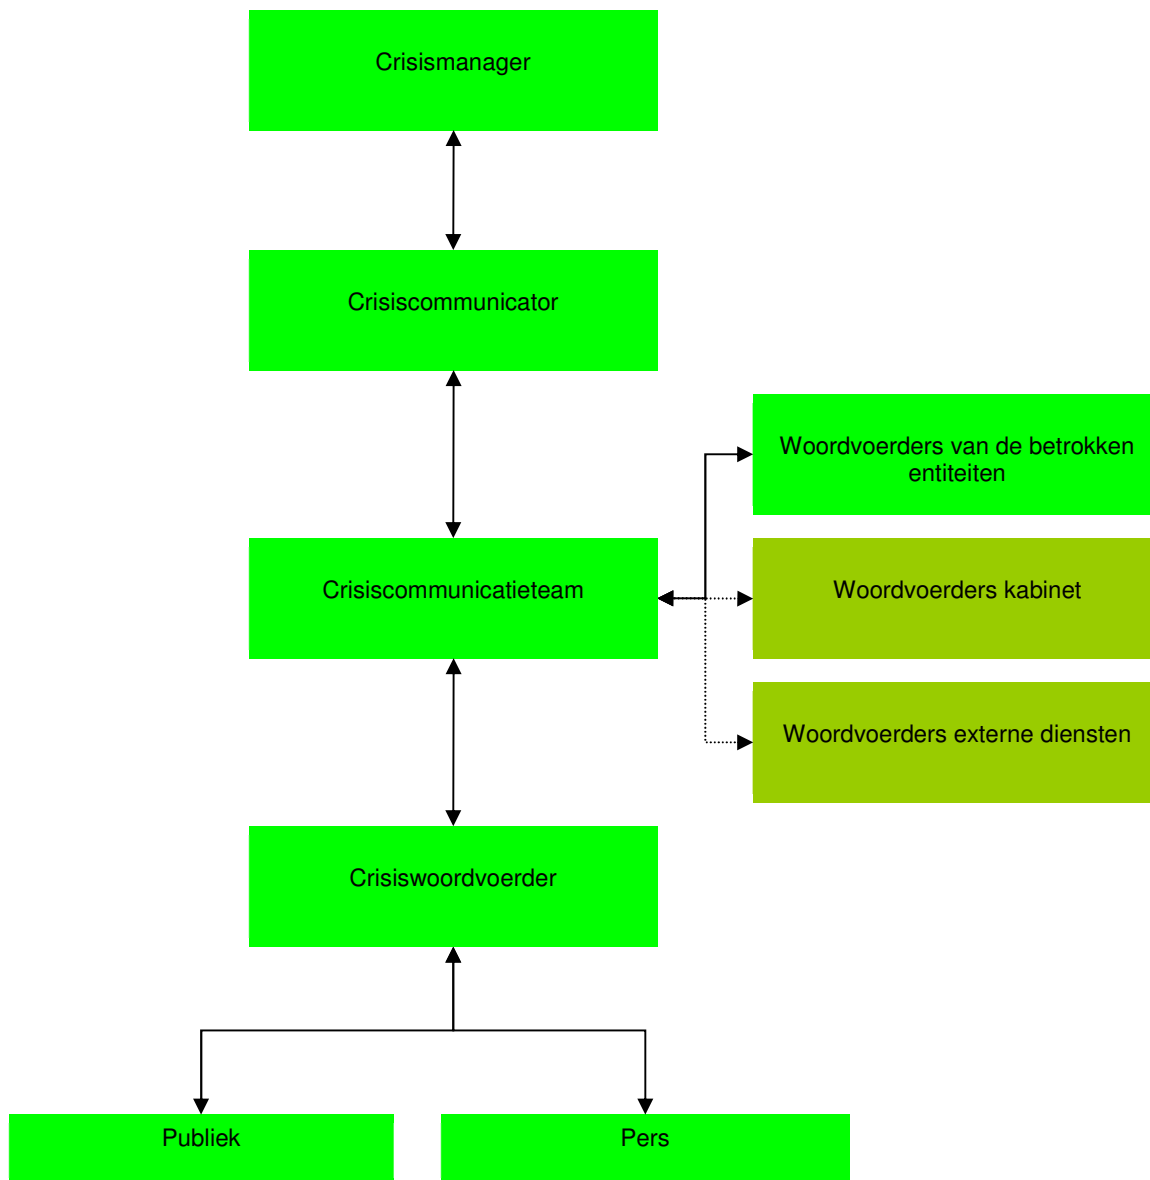 Crisismanager
Crisiscommunicator
Woordvoerders van de betrokken
entiteiten
Crisiscommunicatieteam
Woordvoerders kabinet
Woordvoerders externe diensten
Crisiswoordvoerder
Publiek
Pers